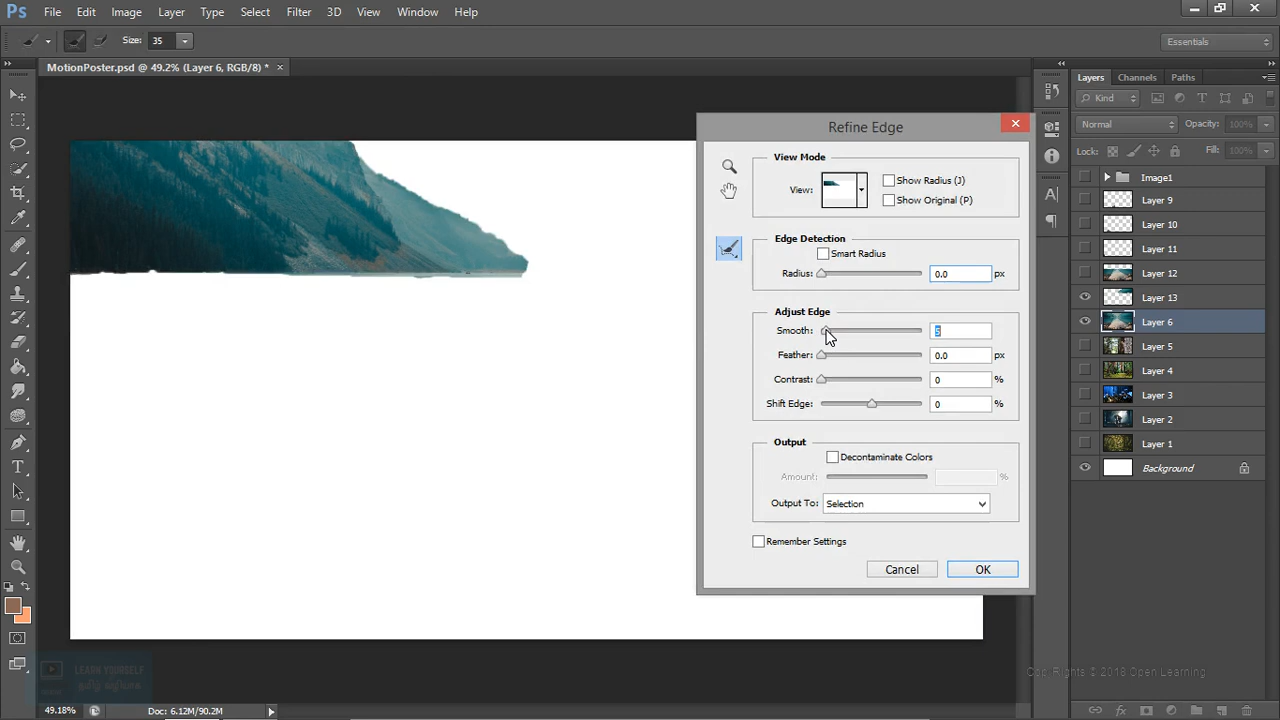 Ps File Edit Image Layer Type Select Filter 3D View Window Help
Size: 35 Essentials
MotionPoster.psd @ 49.2% (Layer 6, RGB/8) * ×
Layers Channels Paths
Kind
Normal Opacity: 100%
Lock: Fill: 100%
Image1
Layer 9
Layer 10
Layer 11
Layer 12
Layer 13
Layer 6
Layer 5
Layer 4
Layer 3
Layer 2
Layer 1
Background
Refine Edge
View Mode
View: Show Radius (J)
Show Original (P)
Edge Detection
Smart Radius
Radius: 0.0 px
Adjust Edge
Smooth: 5
Feather: 0.0 px
Contrast: 0 %
Shift Edge: 0 %
Output
Decontaminate Colors
Amount: %
Output To: Selection
Remember Settings
Cancel OK
LEARN YOURSELF
Copy Rights © 2018 Open Learning
49.18% Doc: 6.12M/90.2M